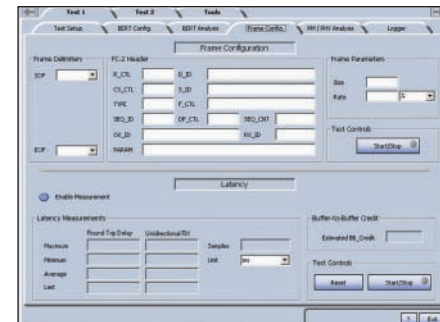 Test 1 Test 2 Tools
Test Setup BERT Config. BERT Analyser Frame Config. PM / PHY Analysis Logger
Frame Configuration
Frame Delimiters
SOF
EOF
FC-2 Header
R_CTL D_ID
CS_CTL S_ID
TYPE F_CTL
SEQ_ID DF_CTL SEQ_CNT
OX_ID RX_ID
PARAM
Frame Parameters
Size
Rate %
Test Controls
Start/Stop
Latency
Enable Measurement
Latency Measurements
Round Trip Delay Unidirectional RX
Maximum Samples
Minimum Unit ms
Average
Last
Buffer-to-Buffer Credit
Estimated BB_Credit
Test Controls
Reset Start/Stop
? Exit